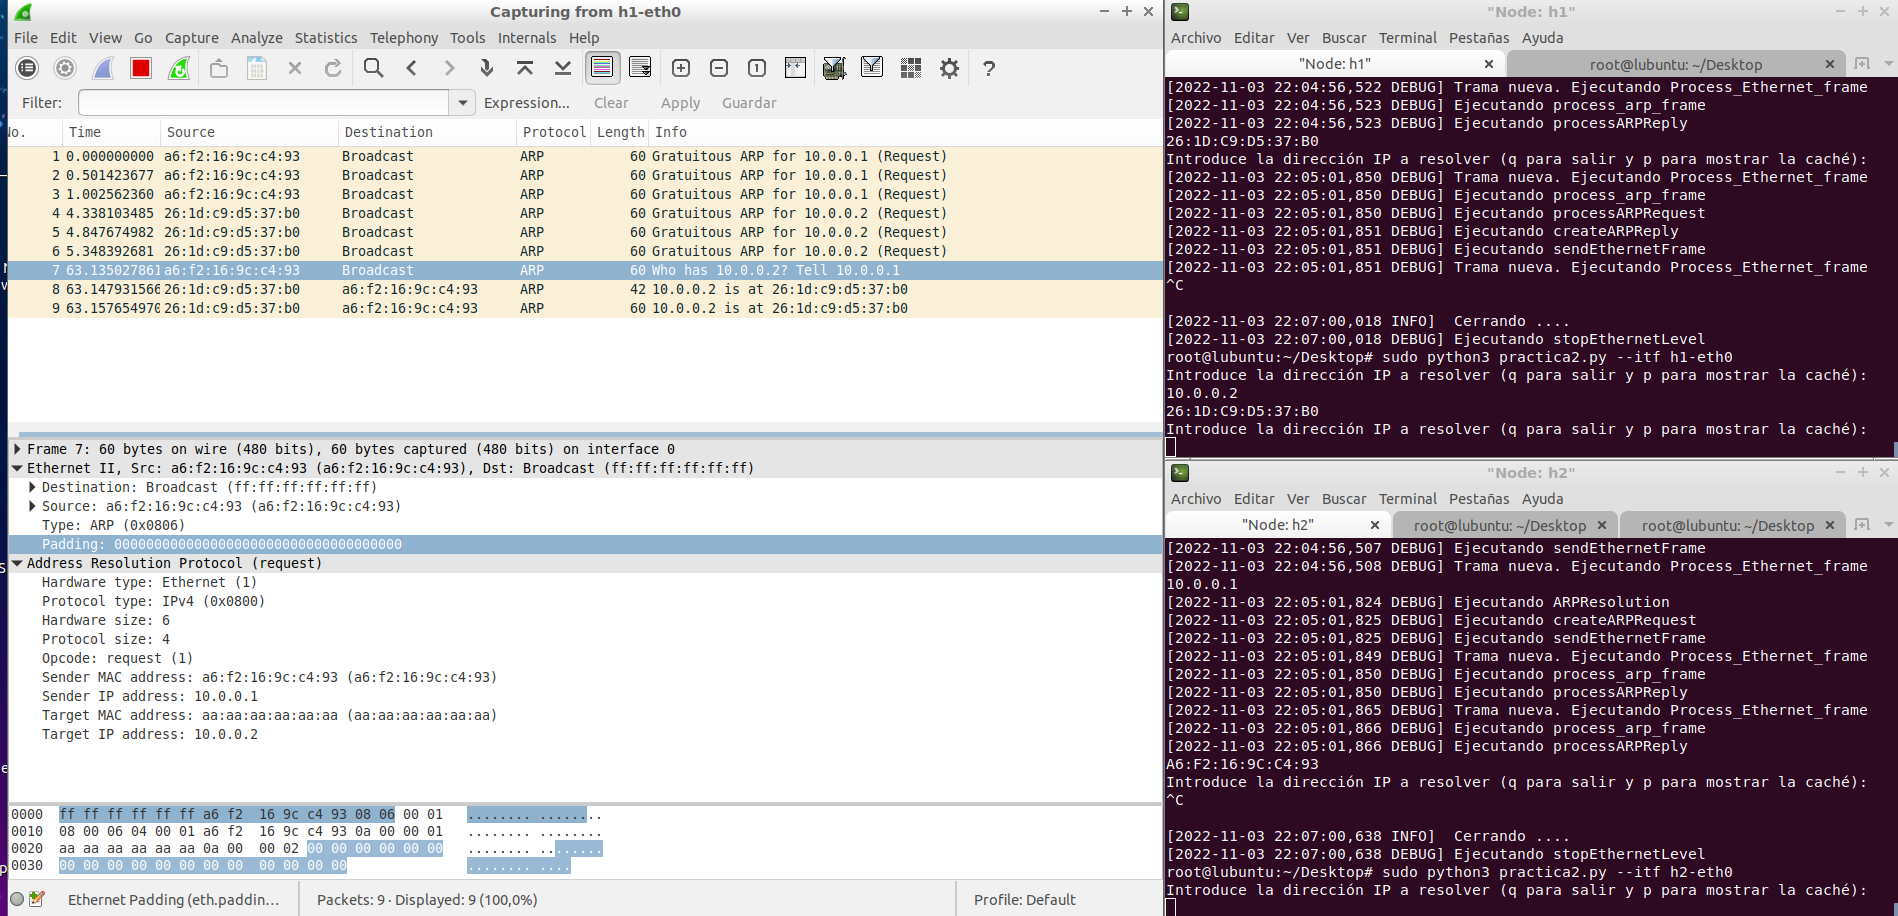 Capturing from h1-eth0
File Edit View Go Capture Analyze Statistics Telephony Tools Internals Help
Filter: Expression... Clear Apply Guardar
No. Time Source Destination Protocol Length Info
1 0.000000000 a6:f2:16:9c:c4:93 Broadcast ARP 60 Gratuitous ARP for 10.0.0.1 (Request)
2 0.501423677 a6:f2:16:9c:c4:93 Broadcast ARP 60 Gratuitous ARP for 10.0.0.1 (Request)
3 1.002562360 a6:f2:16:9c:c4:93 Broadcast ARP 60 Gratuitous ARP for 10.0.0.1 (Request)
4 4.338103485 26:1d:c9:d5:37:b0 Broadcast ARP 60 Gratuitous ARP for 10.0.0.2 (Request)
5 4.847674982 26:1d:c9:d5:37:b0 Broadcast ARP 60 Gratuitous ARP for 10.0.0.2 (Request)
6 5.348392681 26:1d:c9:d5:37:b0 Broadcast ARP 60 Gratuitous ARP for 10.0.0.2 (Request)
7 63.135027861 a6:f2:16:9c:c4:93 Broadcast ARP 60 Who has 10.0.0.2? Tell 10.0.0.1
8 63.147931566 26:1d:c9:d5:37:b0 a6:f2:16:9c:c4:93 ARP 42 10.0.0.2 is at 26:1d:c9:d5:37:b0
9 63.157654970 26:1d:c9:d5:37:b0 a6:f2:16:9c:c4:93 ARP 60 10.0.0.2 is at 26:1d:c9:d5:37:b0
Frame 7: 60 bytes on wire (480 bits), 60 bytes captured (480 bits) on interface 0
Ethernet II, Src: a6:f2:16:9c:c4:93 (a6:f2:16:9c:c4:93), Dst: Broadcast (ff:ff:ff:ff:ff:ff)
Destination: Broadcast (ff:ff:ff:ff:ff:ff)
Source: a6:f2:16:9c:c4:93 (a6:f2:16:9c:c4:93)
Type: ARP (0x0806)
Padding: 000000000000000000000000000000000000
Address Resolution Protocol (request)
Hardware type: Ethernet (1)
Protocol type: IPv4 (0x0800)
Hardware size: 6
Protocol size: 4
Opcode: request (1)
Sender MAC address: a6:f2:16:9c:c4:93 (a6:f2:16:9c:c4:93)
Sender IP address: 10.0.0.1
Target MAC address: aa:aa:aa:aa:aa:aa (aa:aa:aa:aa:aa:aa)
Target IP address: 10.0.0.2
0000 ff ff ff ff ff ff a6 f2 16 9c c4 93 08 06 00 01 ........ ........
0010 08 00 06 04 00 01 a6 f2 16 9c c4 93 0a 00 00 01 ........ ........
0020 aa aa aa aa aa aa 0a 00 00 02 00 00 00 00 00 00 ........ ........
0030 00 00 00 00 00 00 00 00 00 00 00 00 ........ ....
Ethernet Padding (eth.paddin... Packets: 9 · Displayed: 9 (100,0%) Profile: Default
"Node: h1"
Archivo Editar Ver Buscar Terminal Pestañas Ayuda
"Node: h1" root@lubuntu: ~/Desktop
[2022-11-03 22:04:56,522 DEBUG] Trama nueva. Ejecutando Process_Ethernet_frame
[2022-11-03 22:04:56,523 DEBUG] Ejecutando process_arp_frame
[2022-11-03 22:04:56,523 DEBUG] Ejecutando processARPReply
26:1D:C9:D5:37:B0
Introduce la dirección IP a resolver (q para salir y p para mostrar la caché):
[2022-11-03 22:05:01,850 DEBUG] Trama nueva. Ejecutando Process_Ethernet_frame
[2022-11-03 22:05:01,850 DEBUG] Ejecutando process_arp_frame
[2022-11-03 22:05:01,850 DEBUG] Ejecutando processARPRequest
[2022-11-03 22:05:01,851 DEBUG] Ejecutando createARPReply
[2022-11-03 22:05:01,851 DEBUG] Ejecutando sendEthernetFrame
[2022-11-03 22:05:01,851 DEBUG] Trama nueva. Ejecutando Process_Ethernet_frame
^C
[2022-11-03 22:07:00,018 INFO] Cerrando ....
[2022-11-03 22:07:00,018 DEBUG] Ejecutando stopEthernetLevel
root@lubuntu:~/Desktop# sudo python3 practica2.py --itf h1-eth0
Introduce la dirección IP a resolver (q para salir y p para mostrar la caché):
10.0.0.2
26:1D:C9:D5:37:B0
Introduce la dirección IP a resolver (q para salir y p para mostrar la caché):
"Node: h2"
Archivo Editar Ver Buscar Terminal Pestañas Ayuda
"Node: h2" root@lubuntu: ~/Desktop root@lubuntu: ~/Desktop
[2022-11-03 22:04:56,507 DEBUG] Ejecutando sendEthernetFrame
[2022-11-03 22:04:56,508 DEBUG] Trama nueva. Ejecutando Process_Ethernet_frame
10.0.0.1
[2022-11-03 22:05:01,824 DEBUG] Ejecutando ARPResolution
[2022-11-03 22:05:01,825 DEBUG] Ejecutando createARPRequest
[2022-11-03 22:05:01,825 DEBUG] Ejecutando sendEthernetFrame
[2022-11-03 22:05:01,849 DEBUG] Trama nueva. Ejecutando Process_Ethernet_frame
[2022-11-03 22:05:01,850 DEBUG] Ejecutando process_arp_frame
[2022-11-03 22:05:01,850 DEBUG] Ejecutando processARPReply
[2022-11-03 22:05:01,865 DEBUG] Trama nueva. Ejecutando Process_Ethernet_frame
[2022-11-03 22:05:01,866 DEBUG] Ejecutando process_arp_frame
[2022-11-03 22:05:01,866 DEBUG] Ejecutando processARPReply
A6:F2:16:9C:C4:93
Introduce la dirección IP a resolver (q para salir y p para mostrar la caché):
^C
[2022-11-03 22:07:00,638 INFO] Cerrando ....
[2022-11-03 22:07:00,638 DEBUG] Ejecutando stopEthernetLevel
root@lubuntu:~/Desktop# sudo python3 practica2.py --itf h2-eth0
Introduce la dirección IP a resolver (q para salir y p para mostrar la caché):